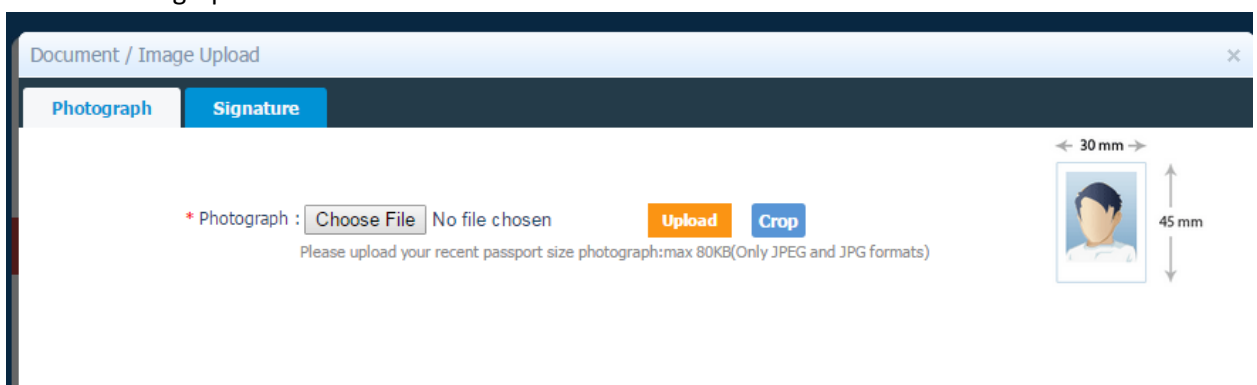 Document / Image Upload ×
Photograph Signature
30 mm
* Photograph : Choose File No file chosen Upload Crop
45 mm
Please upload your recent passport size photograph:max 80KB(Only JPEG and JPG formats)